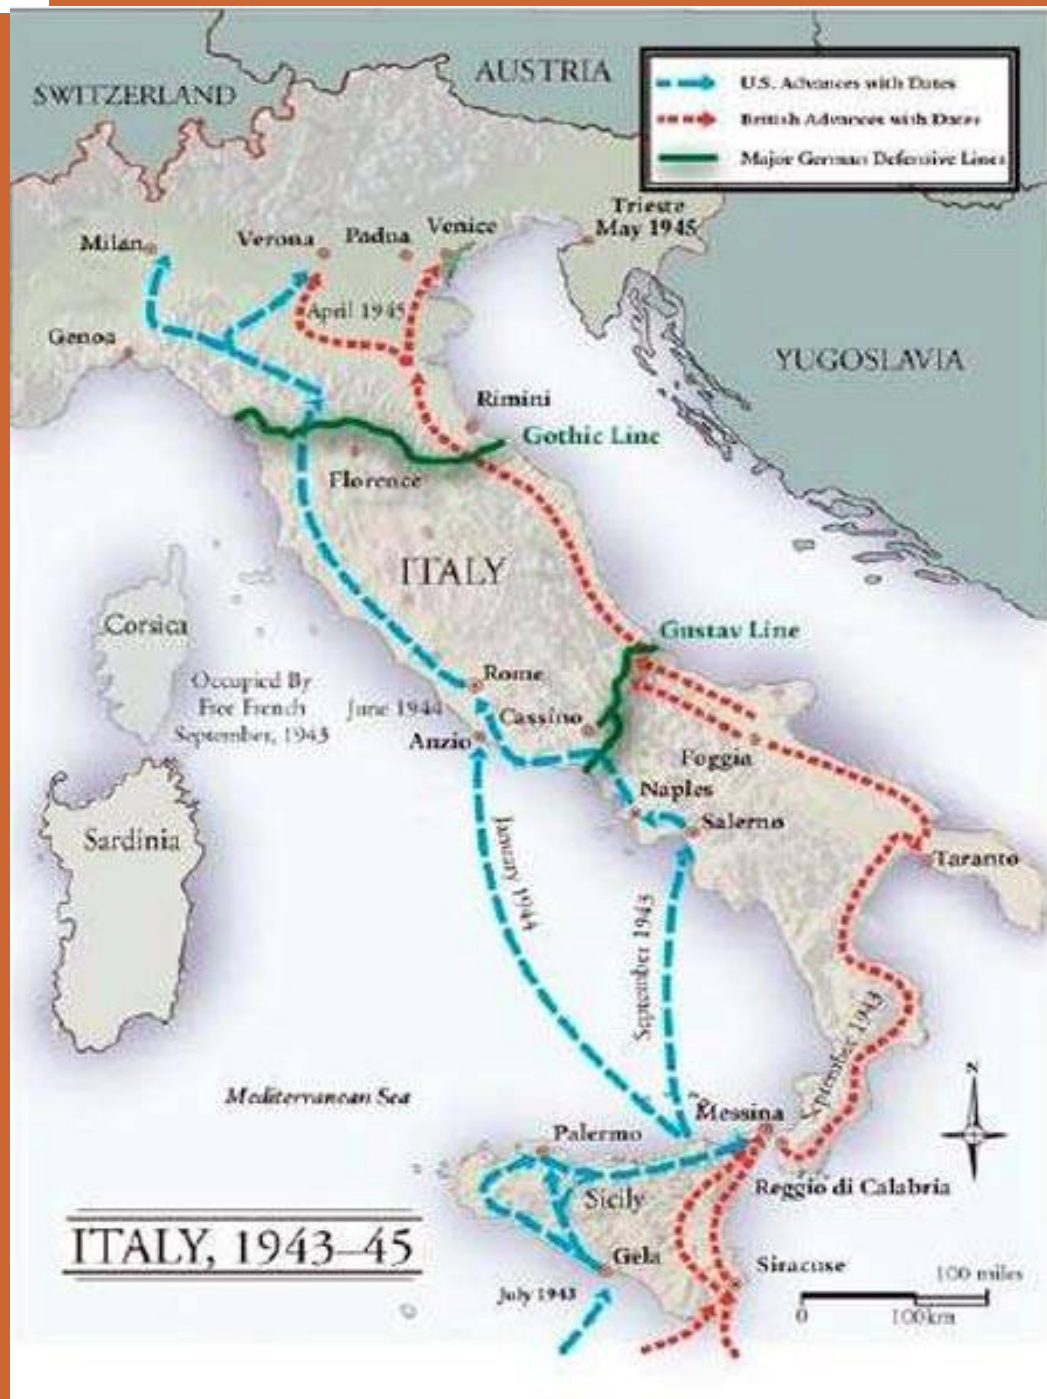 SWITZERLAND
AUSTRIA
U.S. Advances with Dates
British Advances with Dates
Major German Defensive Lines
Trieste
May 1945
Milan
Verona
Padua
Venice
April 1945
Genoa
YUGOSLAVIA
Rimini
Gothic Line
Florence
ITALY
Corsica
Gustav Line
Occupied By
Free French
September, 1943
Rome
June 1944
Cassino
Anzio
Foggia
Naples
Salerno
Sardinia
Taranto
January 1944
September 1943
September 1943
Mediterranean Sea
N
Messina
Palermo
Sicily
Reggio di Calabria
ITALY, 1943–45
Gela
Siracuse
July 1943
100 miles
0
100km